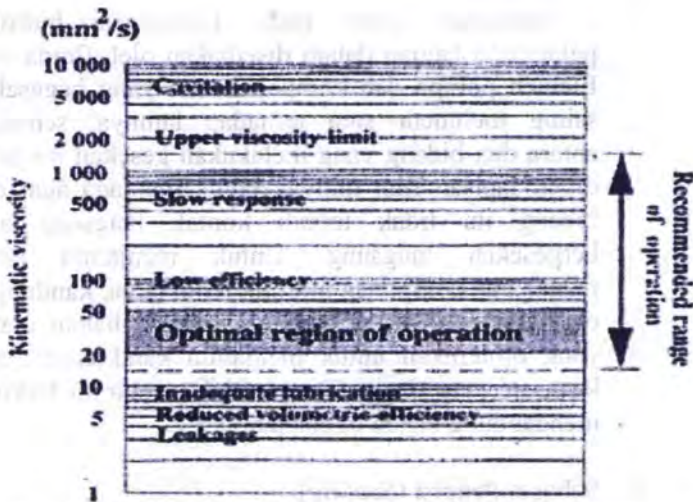 (mm²/s)
10 000
Cavitation
5 000
2 000
Upper viscosity limit
1 000
500
Slow response
100
Low efficiency
50
Optimal region of operation
20
10
Inadequate lubrication
5
Reduced volumetric efficiency
Leakages
1
Kinematic viscosity
Recommended range
of operation